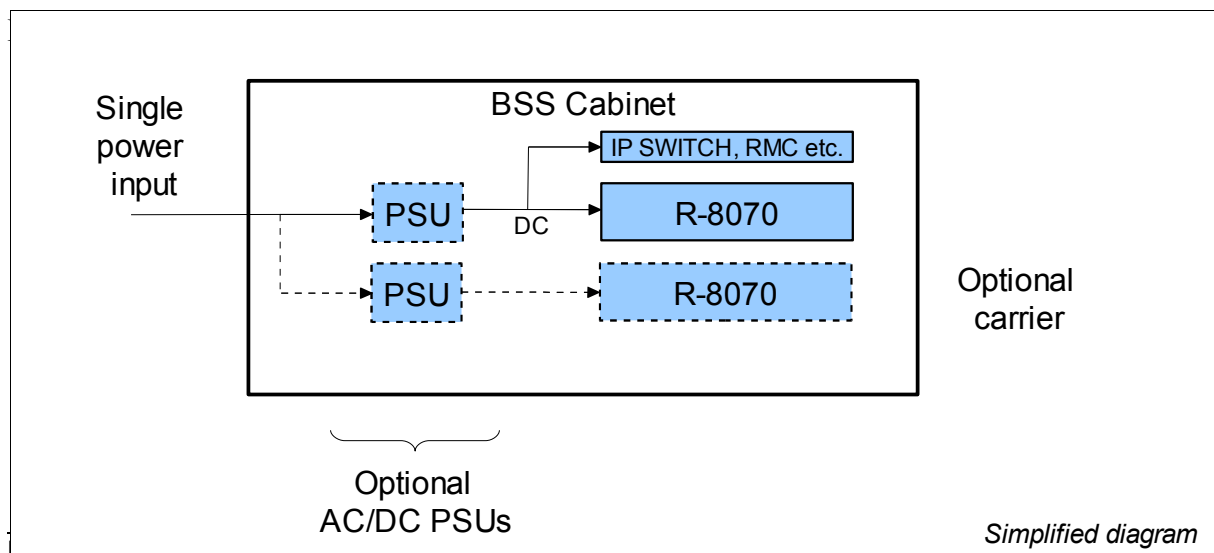 BSS Cabinet
Single
power
input
IP SWITCH, RMC etc.
PSU
DC
R-8070
PSU
R-8070
Optional
carrier
Optional
AC/DC PSUs
Simplified diagram